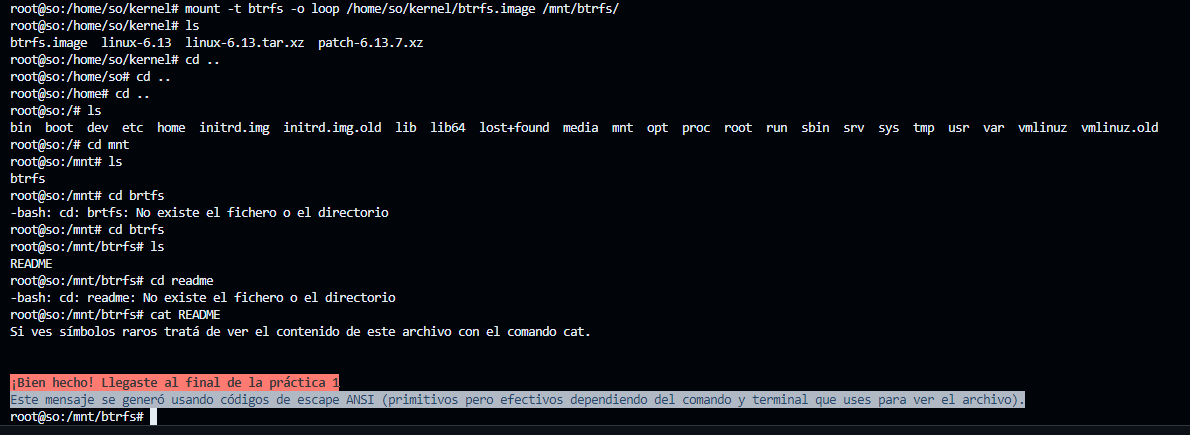 root@so:/home/so/kernel# mount -t btrfs -o loop /home/so/kernel/btrfs.image /mnt/btrfs/
root@so:/home/so/kernel# ls
btrfs.image  linux-6.13  linux-6.13.tar.xz  patch-6.13.7.xz
root@so:/home/so/kernel# cd ..
root@so:/home/so# cd ..
root@so:/home# cd ..
root@so:/# ls
bin  boot  dev  etc  home  initrd.img  initrd.img.old  lib  lib64  lost+found  media  mnt  opt  proc  root  run  sbin  srv  sys  tmp  usr  var  vmlinuz  vmlinuz.old
root@so:/# cd mnt
root@so:/mnt# ls
btrfs
root@so:/mnt# cd brtfs
-bash: cd: brtfs: No existe el fichero o el directorio
root@so:/mnt# cd btrfs
root@so:/mnt/btrfs# ls
README
root@so:/mnt/btrfs# cd readme
-bash: cd: readme: No existe el fichero o el directorio
root@so:/mnt/btrfs# cat README
Si ves símbolos raros tratá de ver el contenido de este archivo con el comando cat.
¡Bien hecho! Llegaste al final de la práctica 1
Este mensaje se generó usando códigos de escape ANSI (primitivos pero efectivos dependiendo del comando y terminal que uses para ver el archivo).
root@so:/mnt/btrfs#